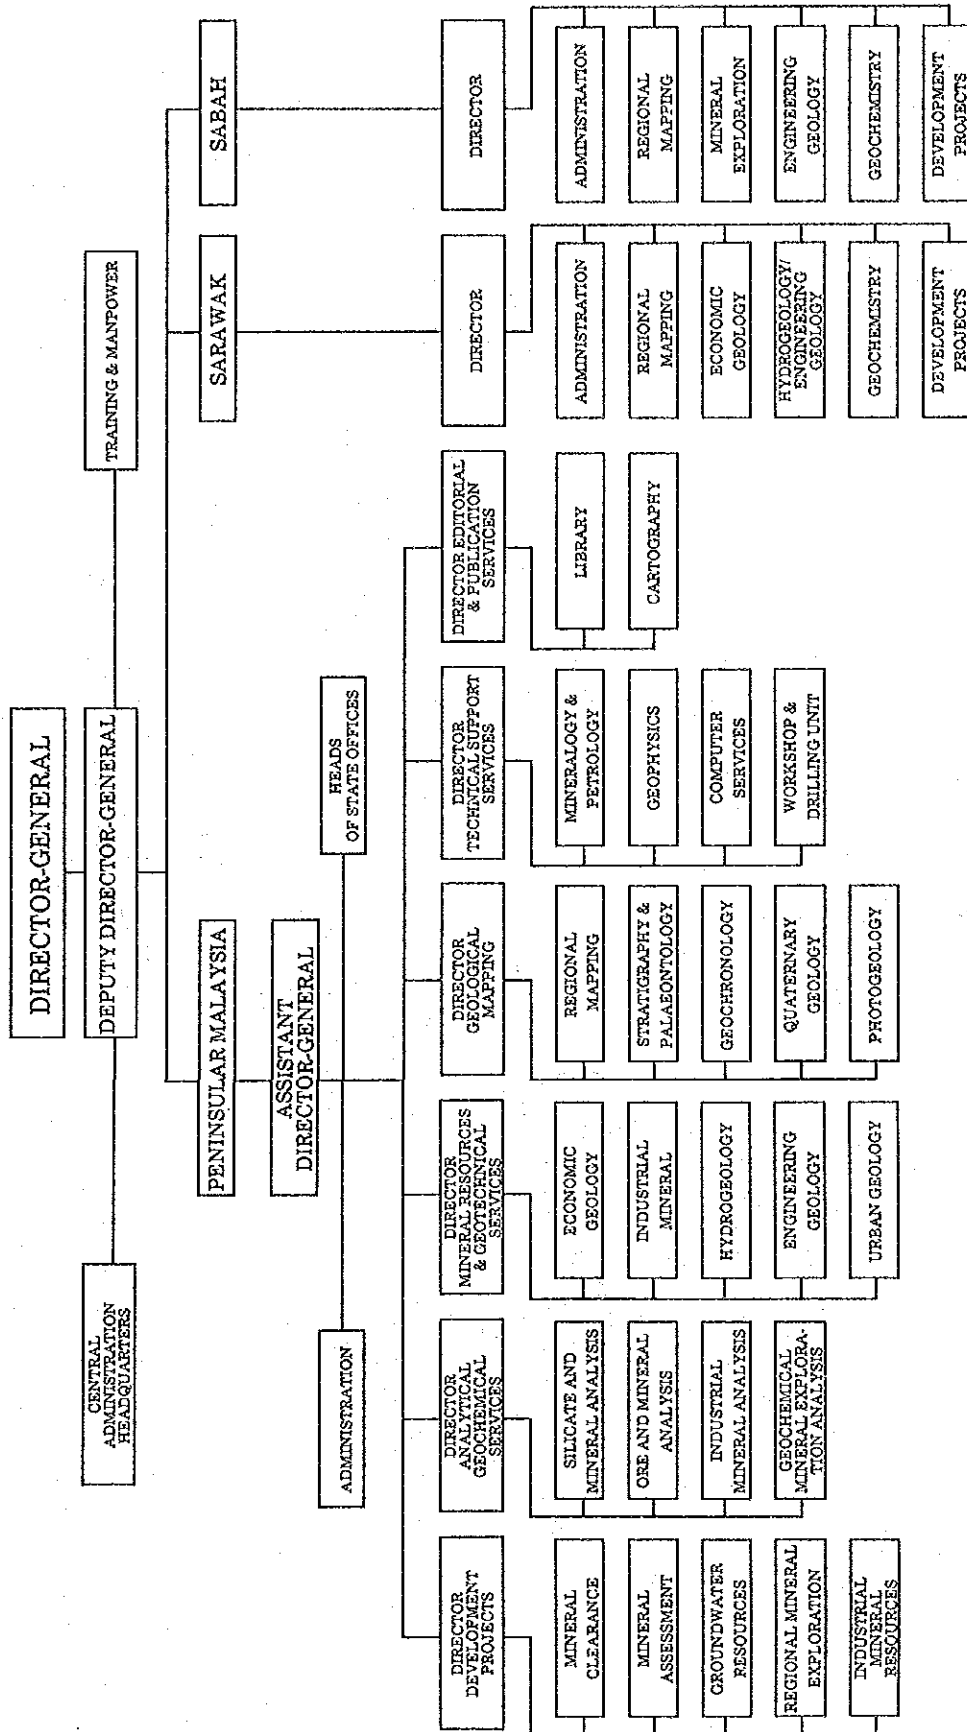 DIRECTOR-GENERAL
DEPUTY DIRECTOR-GENERAL
CENTRAL
ADMINISTRATION
HEADQUARTERS
TRAINING & MANPOWER
PENINSULAR MALAYSIA
SARAWAK
SABAH
ASSISTANT
DIRECTOR-GENERAL
ADMINISTRATION
HEADS
OF STATE OFFICES
DIRECTOR
DEVELOPMENT
PROJECTS
MINERAL
CLEARANCE
MINERAL
ASSESSMENT
GROUNDWATER
RESOURCES
REGIONAL MINERAL
EXPLORATION
INDUSTRIAL
MINERAL
RESOURCES
DIRECTOR
ANALYTICAL
GEOCHEMICAL
SERVICES
SILICATE AND
MINERAL ANALYSIS
ORE AND MINERAL
ANALYSIS
INDUSTRIAL
MINERAL ANALYSIS
GEOCHEMICAL
MINERAL EXPLORA-
TION ANALYSIS
DIRECTOR
MINERAL RESOURCES
& GEOTECHNICAL
SERVICES
ECONOMIC
GEOLOGY
INDUSTRIAL
MINERAL
HYDROGEOLOGY
ENGINEERING
GEOLOGY
URBAN GEOLOGY
DIRECTOR
GEOLOGICAL
MAPPING
REGIONAL
MAPPING
STRATIGRAPHY &
PALAEONTOLOGY
GEOCHRONOLOGY
QUATERNARY
GEOLOGY
PHOTOGEOLOGY
DIRECTOR
TECHNICAL SUPPORT
SERVICES
MINERALOGY &
PETROLOGY
GEOPHYSICS
COMPUTER
SERVICES
WORKSHOP &
DRILLING UNIT
DIRECTOR EDITORIAL
& PUBLICATION
SERVICES
LIBRARY
CARTOGRAPHY
DIRECTOR
ADMINISTRATION
REGIONAL
MAPPING
ECONOMIC
GEOLOGY
HYDROGEOLOGY/
ENGINEERING
GEOLOGY
GEOCHEMISTRY
DEVELOPMENT
PROJECTS
DIRECTOR
ADMINISTRATION
REGIONAL
MAPPING
MINERAL
EXPLORATION
ENGINEERING
GEOLOGY
GEOCHEMISTRY
DEVELOPMENT
PROJECTS